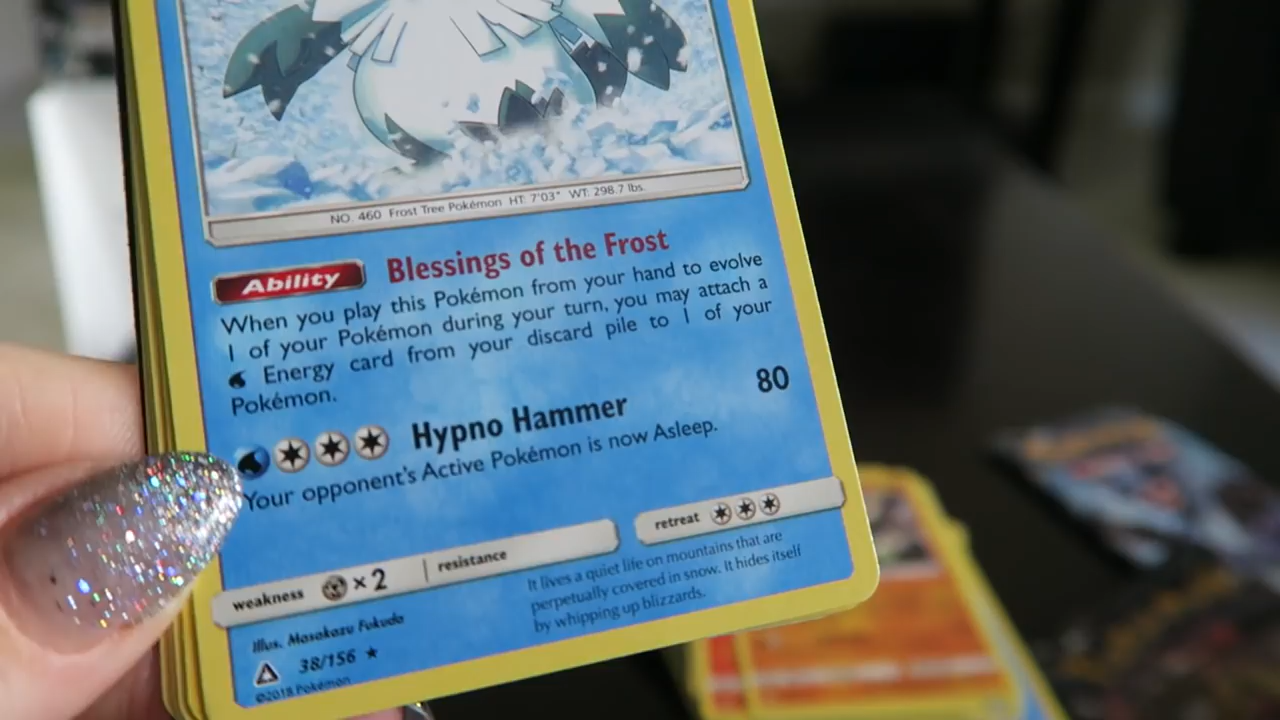 NO. 460 Frost Tree Pokémon HT: 7'03" WT: 298.7 lbs.
Ability Blessings of the Frost
When you play this Pokémon from your hand to evolve
1 of your Pokémon during your turn, you may attach a
Energy card from your discard pile to 1 of your
Pokémon.
Hypno Hammer 80
Your opponent's Active Pokémon is now Asleep.
weakness ×2 resistance retreat
It lives a quiet life on mountains that are
perpetually covered in snow. It hides itself
by whipping up blizzards.
Illus. Masakazu Fukuda
38/156 ★
©2018 Pokémon